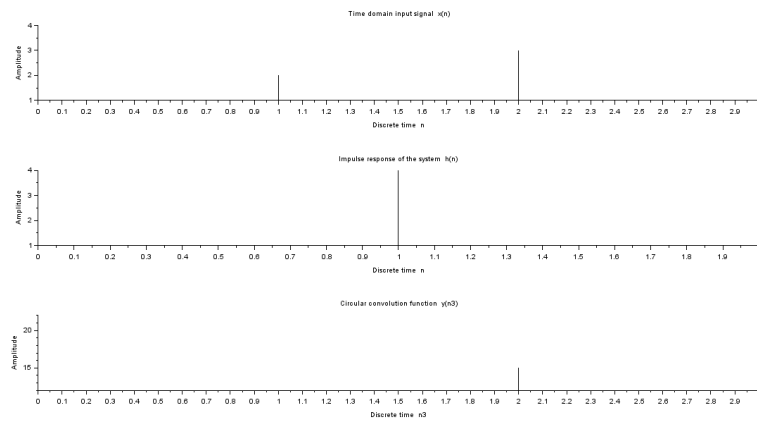 Time domain input signal x(n)
4
3
2
1
Amplitude
0 0.1 0.2 0.3 0.4 0.5 0.6 0.7 0.8 0.9 1 1.1 1.2 1.3 1.4 1.5 1.6 1.7 1.8 1.9 2 2.1 2.2 2.3 2.4 2.5 2.6 2.7 2.8 2.9
Discrete time n
Impulse response of the system h(n)
4
3
2
1
Amplitude
0 0.1 0.2 0.3 0.4 0.5 0.6 0.7 0.8 0.9 1 1.1 1.2 1.3 1.4 1.5 1.6 1.7 1.8 1.9
Discrete time n
Circular convolution function y(n3)
20
15
Amplitude
0 0.1 0.2 0.3 0.4 0.5 0.6 0.7 0.8 0.9 1 1.1 1.2 1.3 1.4 1.5 1.6 1.7 1.8 1.9 2 2.1 2.2 2.3 2.4 2.5 2.6 2.7 2.8 2.9
Discrete time n3